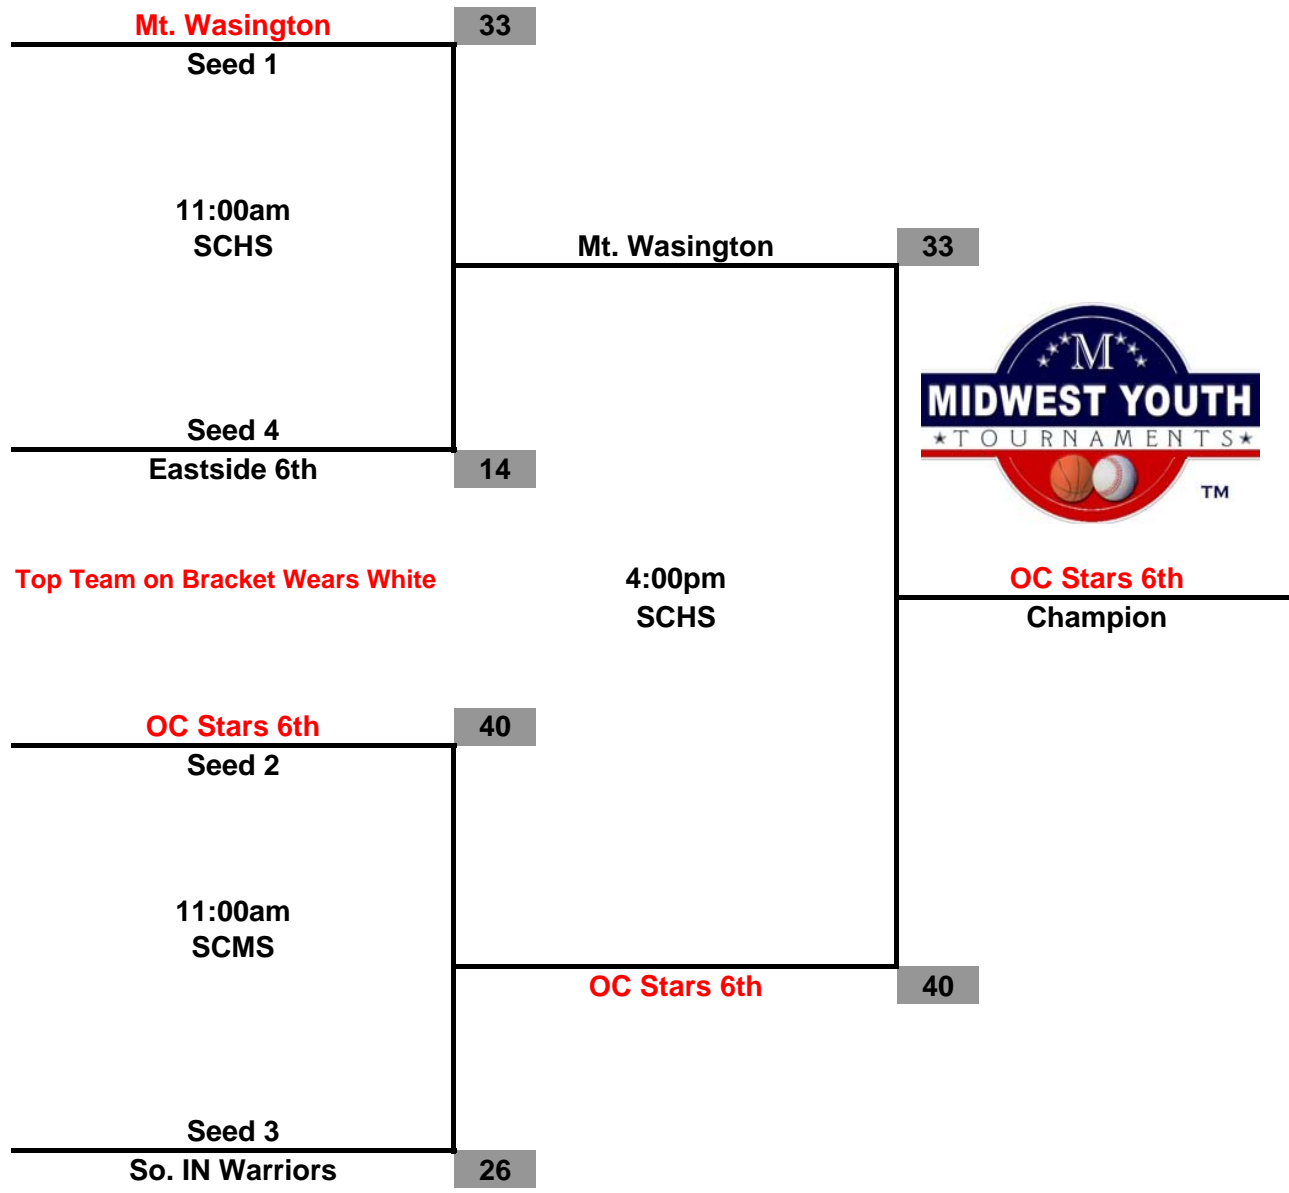 Mt. Wasington 33
Seed 1
11:00am
SCHS
Mt. Wasington 33
M
MIDWEST YOUTH
★TOURNAMENTS★
TM
Seed 4
Eastside 6th 14
Top Team on Bracket Wears White
4:00pm
SCHS
OC Stars 6th
Champion
OC Stars 6th 40
Seed 2
11:00am
SCMS
OC Stars 6th 40
Seed 3
So. IN Warriors 26